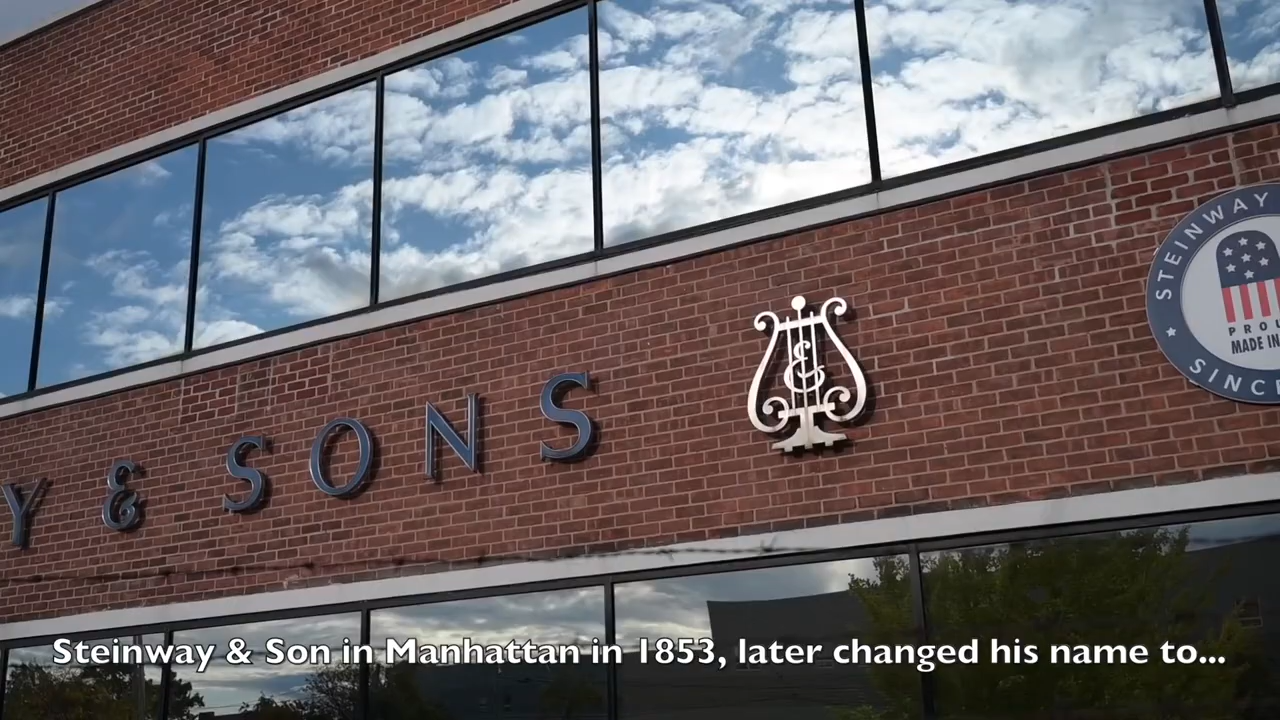 Y & SONS
STEINWAY
PROU
MADE IN
SINC
Steinway & Son in Manhattan in 1853, later changed his name to...